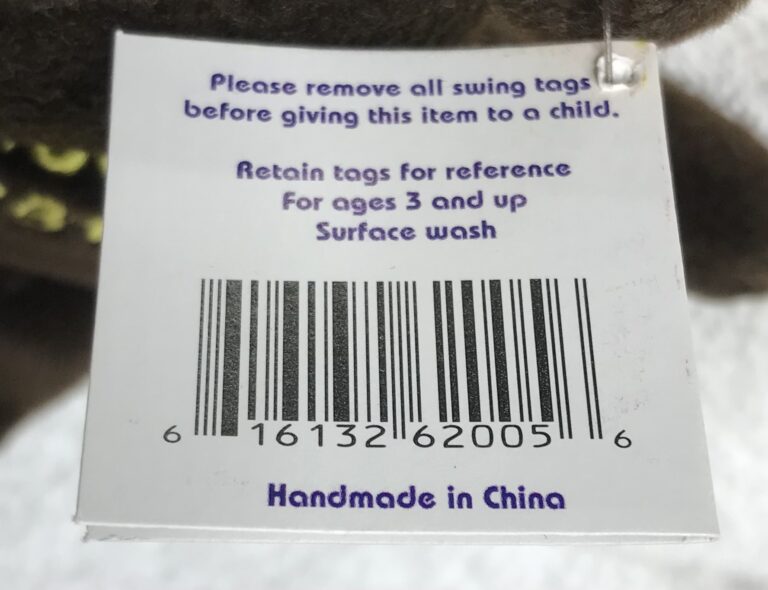 Please remove all swing tags
before giving this item to a child.
Retain tags for reference
For ages 3 and up
Surface wash
6 16132 62005 6
Handmade in China